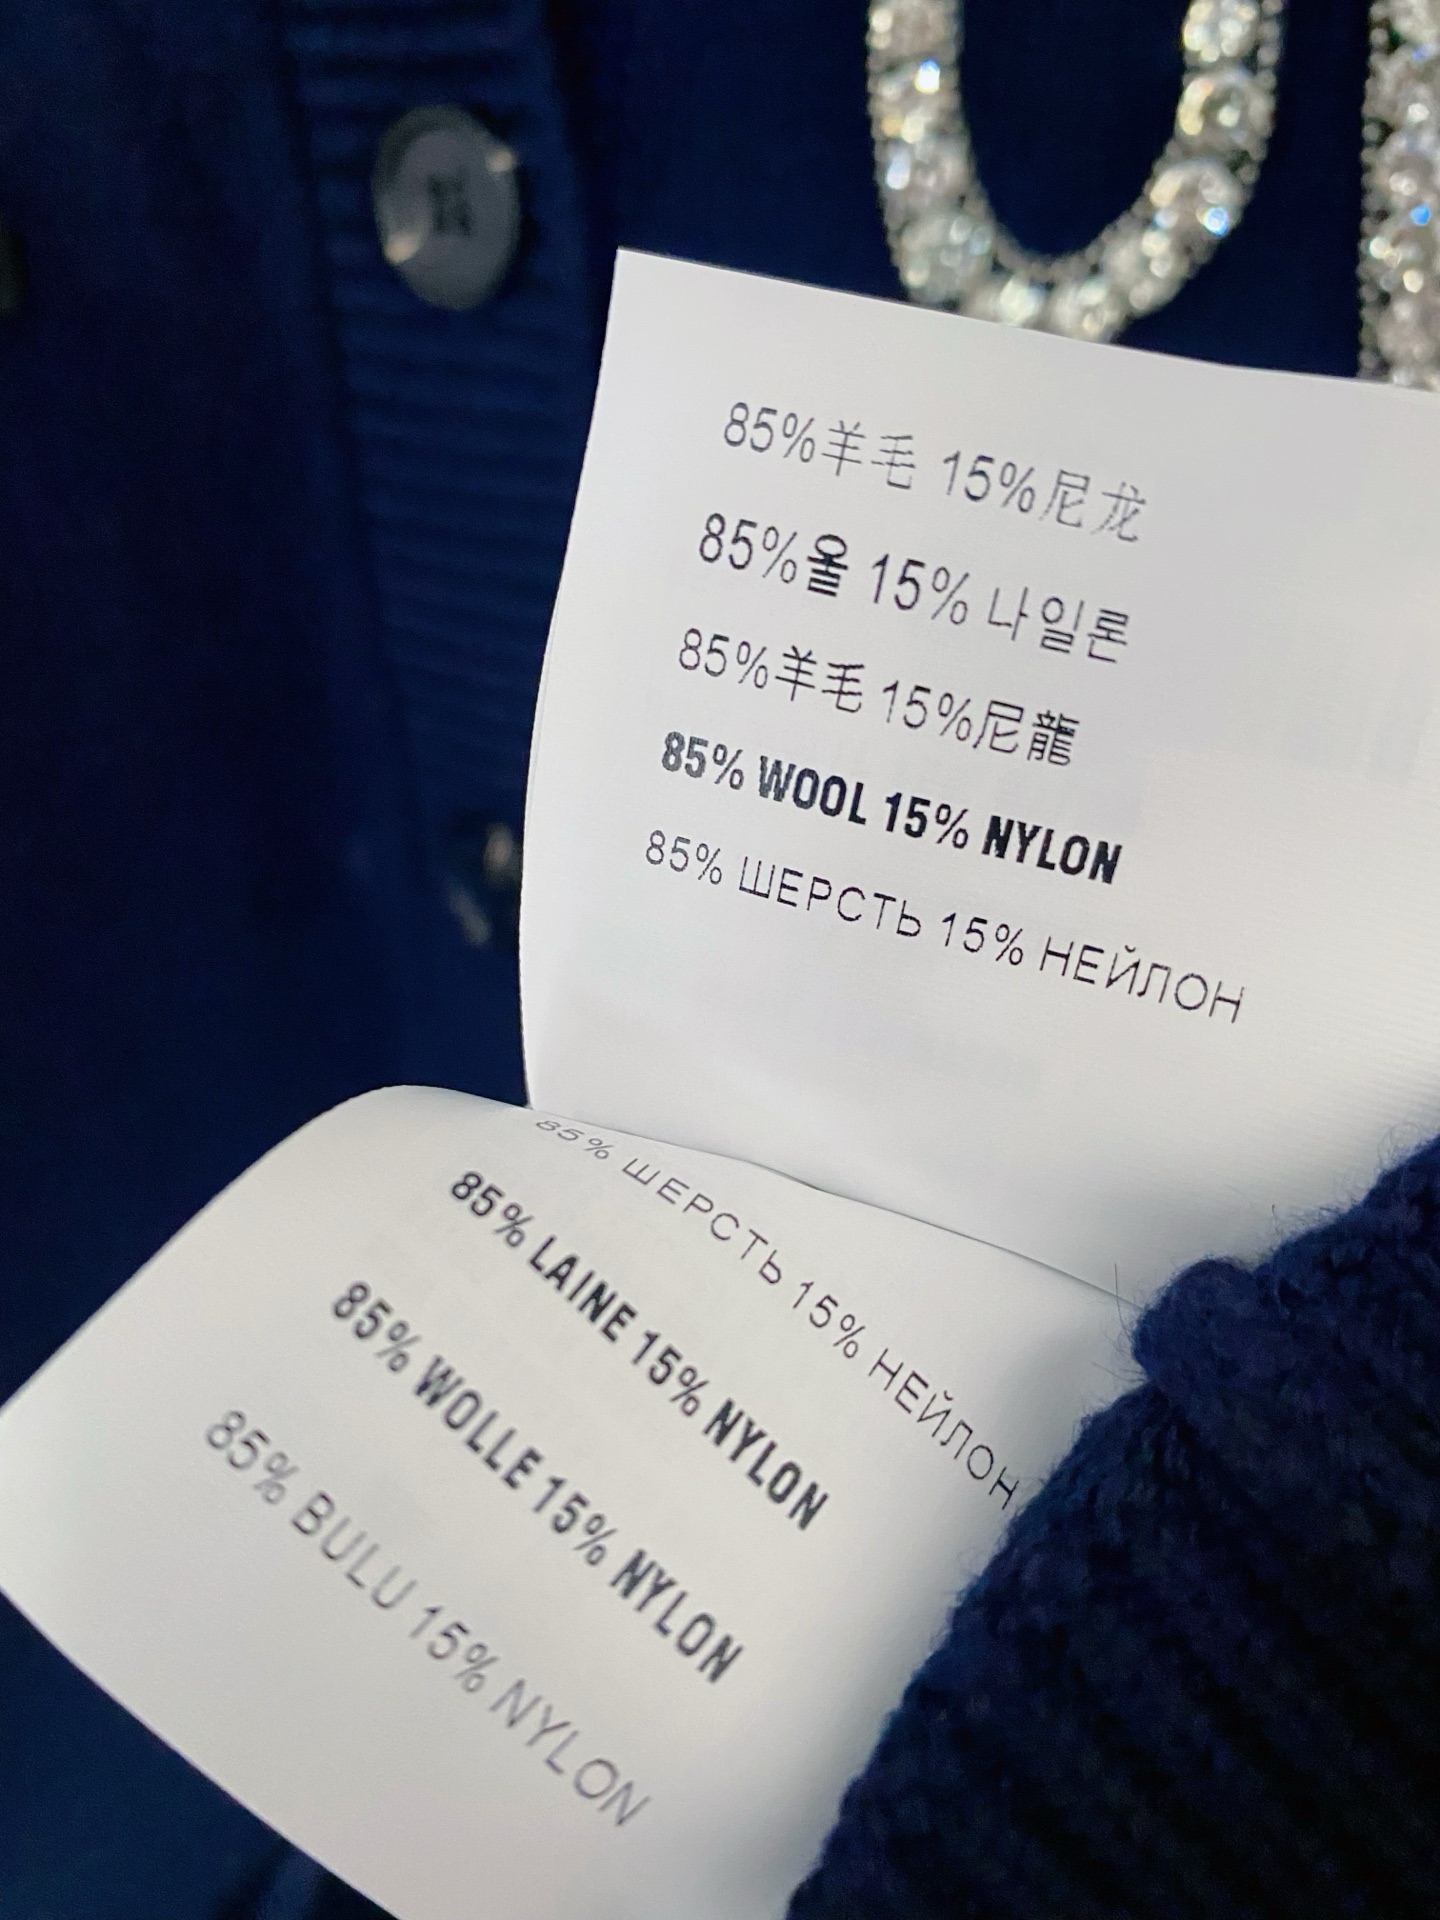 85%羊毛 15%尼龙
85%울 15% 나일론
85%羊毛 15%尼龍
85% WOOL 15% NYLON
85% ШЕРСТЬ 15% НЕЙЛОН
85% ШЕРСТЬ 15% НЕЙЛОН
85% LAINE 15% NYLON
85% WOLLE 15% NYLON
85% BULU 15% NYLON